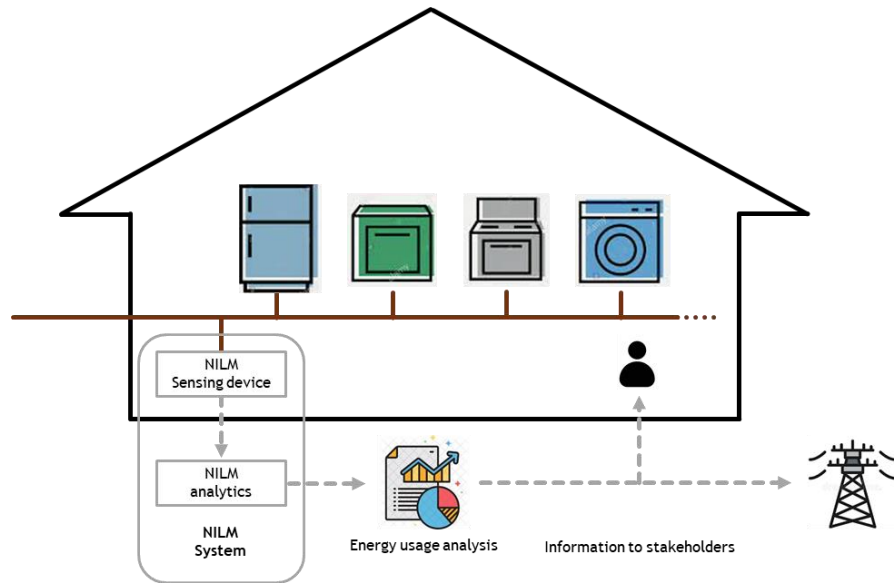 NILM
Sensing device
NILM
analytics
NILM
System
Energy usage analysis
Information to stakeholders